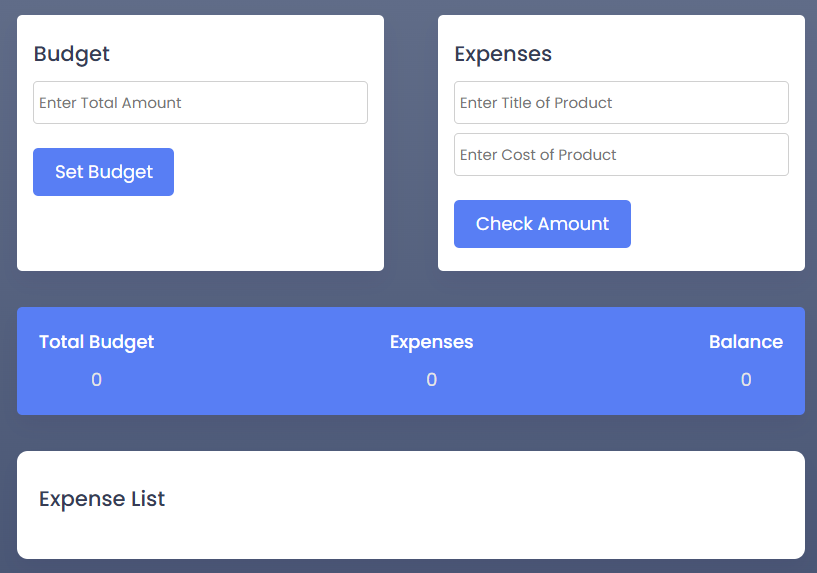 Budget
Enter Total Amount
Set Budget
Expenses
Enter Title of Product
Enter Cost of Product
Check Amount
Total Budget
0
Expenses
0
Balance
0
Expense List